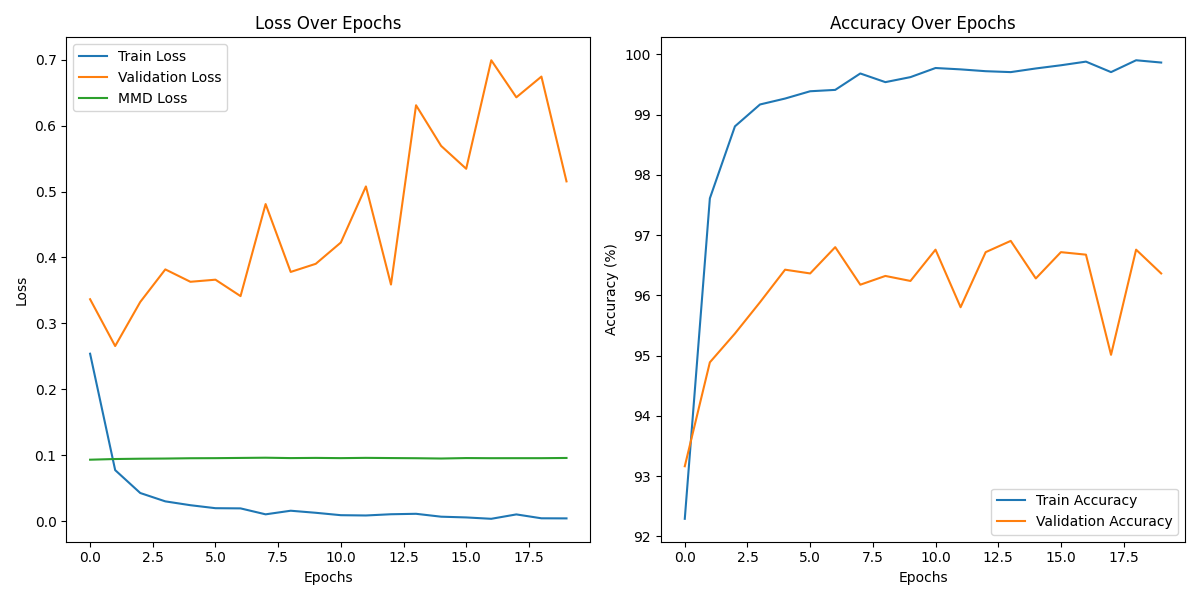 Loss Over Epochs
Train Loss
Validation Loss
MMD Loss
0.7
0.6
0.5
0.4
0.3
0.2
0.1
0.0
Loss
0.0 2.5 5.0 7.5 10.0 12.5 15.0 17.5
Epochs
Accuracy Over Epochs
100
99
98
97
96
95
94
93
92
Accuracy (%)
Train Accuracy
Validation Accuracy
0.0 2.5 5.0 7.5 10.0 12.5 15.0 17.5
Epochs